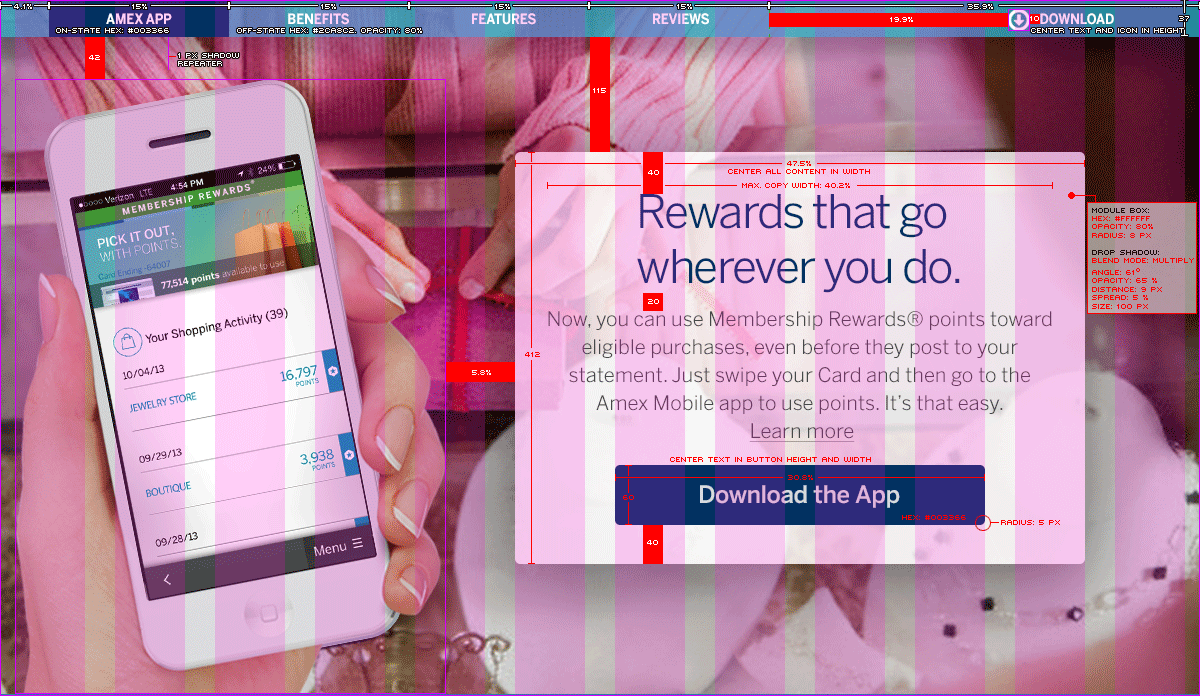 4.1%
15%
15%
15%
15%
35.9%
AMEX APP
BENEFITS
FEATURES
REVIEWS
19.9%
10
DOWNLOAD
37
ON-STATE HEX: #003366
OFF-STATE HEX: #2CA8C2, OPACITY: 80%
CENTER TEXT AND ICON IN HEIGHT
42
1 PX SHADOW
REPEATER
115
Verizon LTE 4:54 PM 24%
MEMBERSHIP REWARDS®
PICK IT OUT,
WITH POINTS.
Card Ending -64007
77,514 points available to use
Your Shopping Activity (39)
10/04/13
16,797
POINTS
JEWELRY STORE
09/29/13
3,938
POINTS
BOUTIQUE
09/28/13
Menu
5.8%
412
47.5%
40
CENTER ALL CONTENT IN WIDTH
MAX. COPY WIDTH: 40.2%
Rewards that go
wherever you do.
20
Now, you can use Membership Rewards® points toward
eligible purchases, even before they post to your
statement. Just swipe your Card and then go to the
Amex Mobile app to use points. It's that easy.
Learn more
CENTER TEXT IN BUTTON HEIGHT AND WIDTH
30.8%
60
Download the App
HEX: #003366
RADIUS: 5 PX
40
MODULE BOX:
HEX: #FFFFFF
OPACITY: 80%
RADIUS: 8 PX
DROP SHADOW:
BLEND MODE: MULTIPLY
ANGLE: 61°
OPACITY: 65 %
DISTANCE: 9 PX
SPREAD: 5 %
SIZE: 100 PX